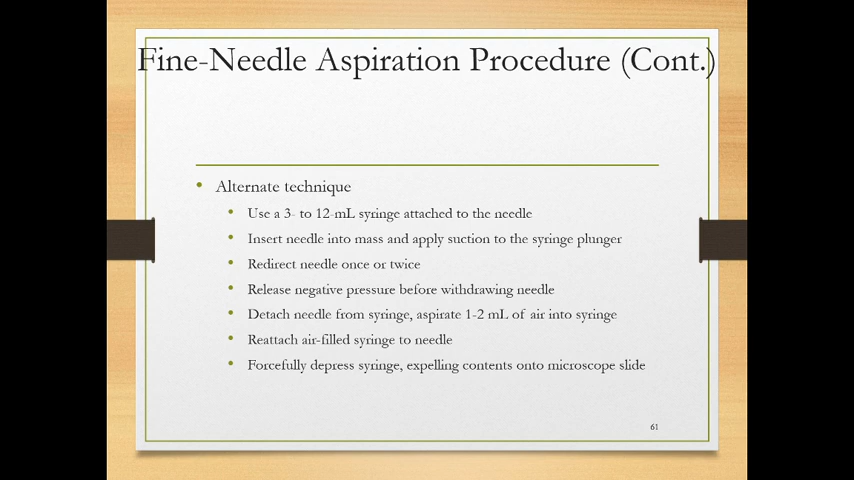 Fine-Needle Aspiration Procedure (Cont.)
• Alternate technique
• Use a 3- to 12-mL syringe attached to the needle
• Insert needle into mass and apply suction to the syringe plunger
• Redirect needle once or twice
• Release negative pressure before withdrawing needle
• Detach needle from syringe, aspirate 1-2 mL of air into syringe
• Reattach air-filled syringe to needle
• Forcefully depress syringe, expelling contents onto microscope slide
61